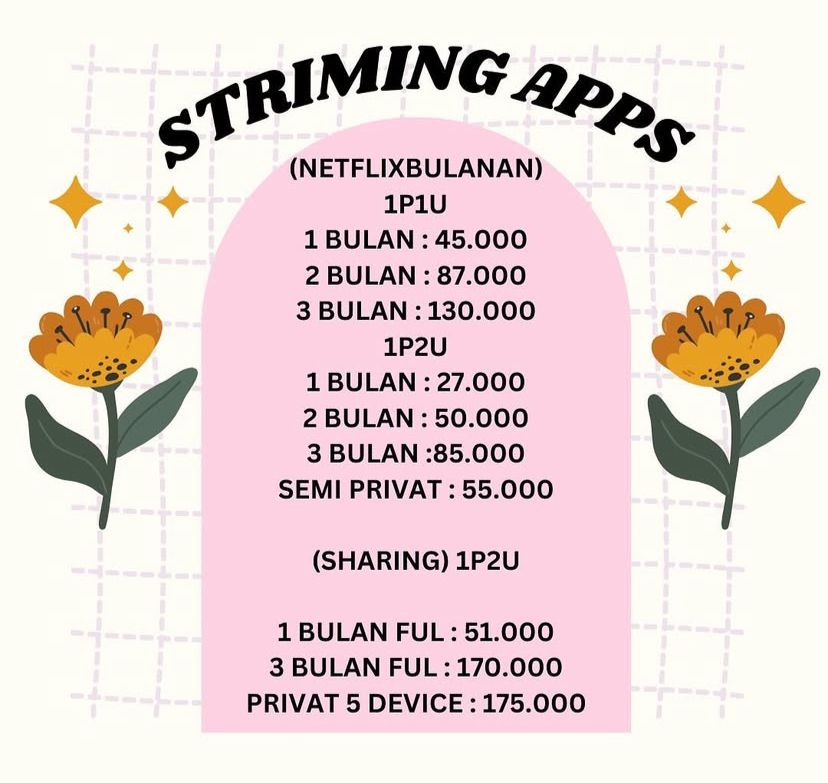 STRIMING APPS
(NETFLIXBULANAN)
1P1U
1 BULAN : 45.000
2 BULAN : 87.000
3 BULAN : 130.000
1P2U
1 BULAN : 27.000
2 BULAN : 50.000
3 BULAN :85.000
SEMI PRIVAT : 55.000
(SHARING) 1P2U
1 BULAN FUL : 51.000
3 BULAN FUL : 170.000
PRIVAT 5 DEVICE : 175.000